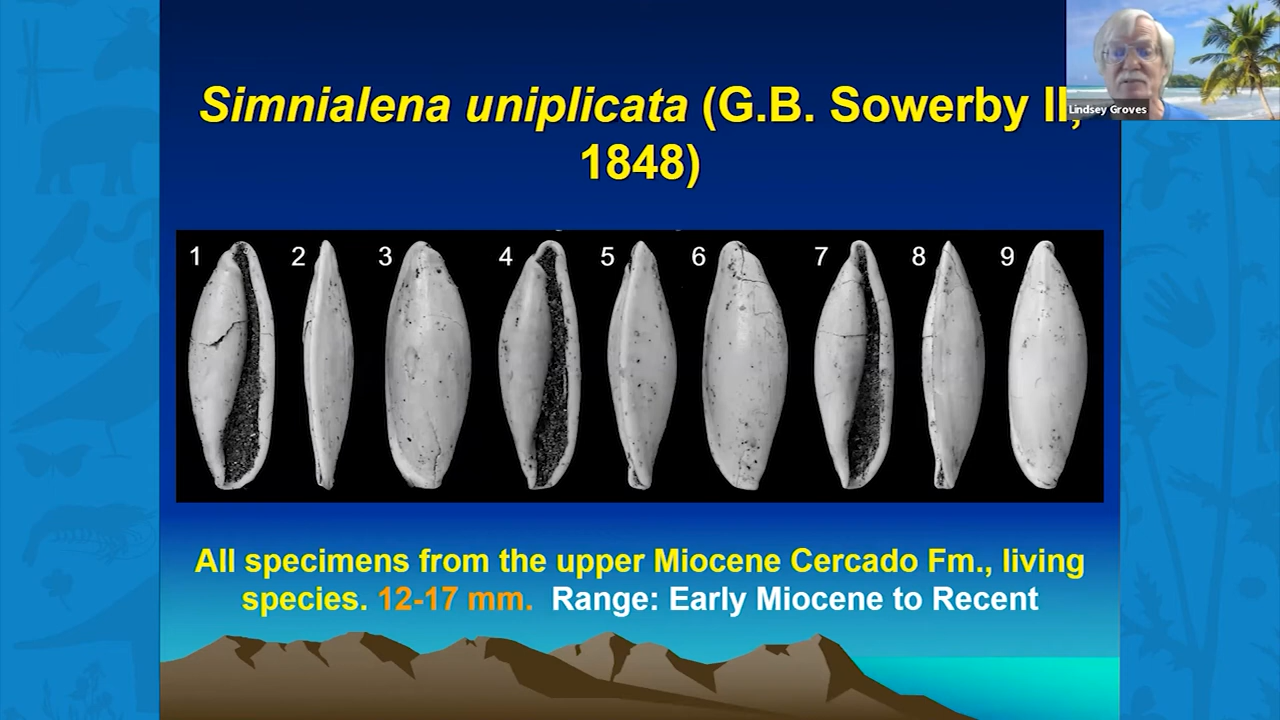 Simnialena uniplicata (G.B. Sowerby II,
1848)
Lindsey Groves
1 2 3 4 5 6 7 8 9
All specimens from the upper Miocene Cercado Fm., living
species. 12-17 mm. Range: Early Miocene to Recent